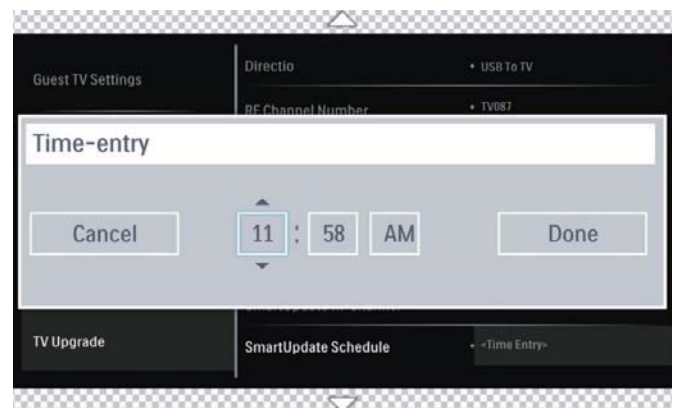 Guest TV Settings
Directio
• USB To TV
RF Channel Number
• TV087
Time-entry
Cancel
11 : 58 AM
Done
TV Upgrade
SmartUpdate Schedule
• <Time Entry>